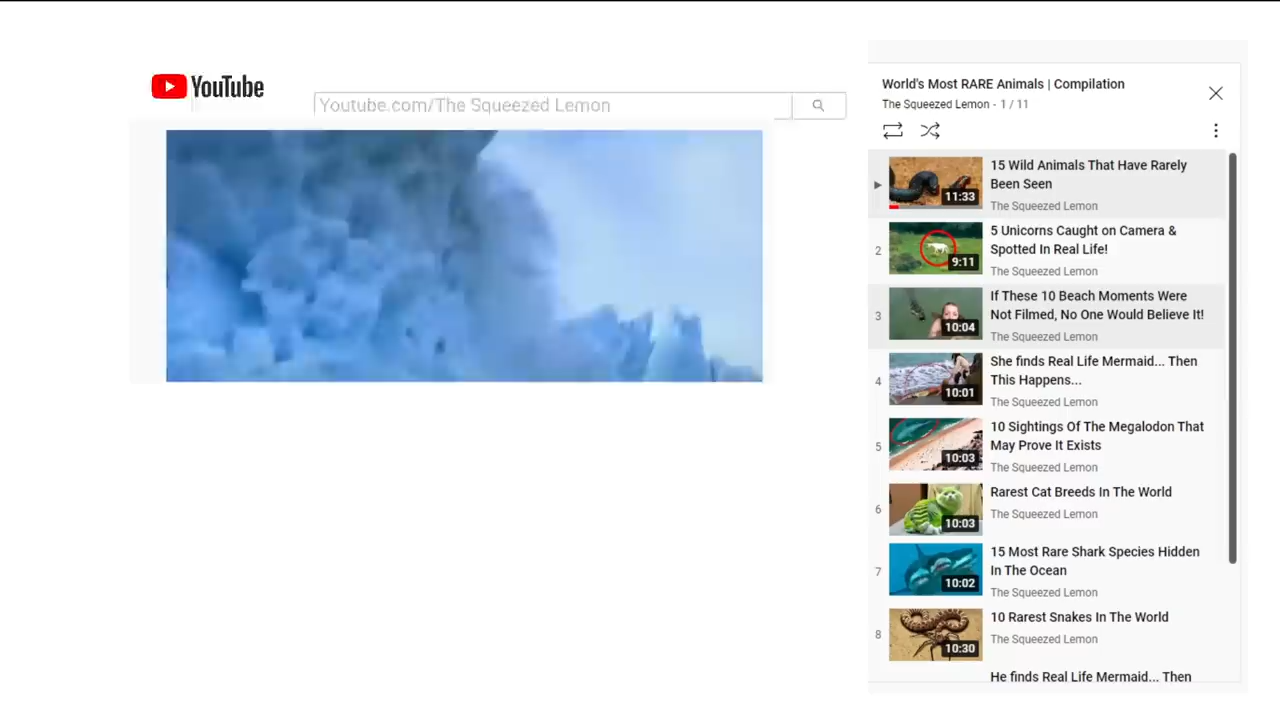 YouTube
Youtube.com/The Squeezed Lemon
World's Most RARE Animals | Compilation
The Squeezed Lemon - 1 / 11
11:33
15 Wild Animals That Have Rarely
Been Seen
The Squeezed Lemon
2
9:11
5 Unicorns Caught on Camera &
Spotted In Real Life!
The Squeezed Lemon
3
10:04
If These 10 Beach Moments Were
Not Filmed, No One Would Believe It!
The Squeezed Lemon
4
10:01
She finds Real Life Mermaid... Then
This Happens...
The Squeezed Lemon
5
10:03
10 Sightings Of The Megalodon That
May Prove It Exists
The Squeezed Lemon
6
10:03
Rarest Cat Breeds In The World
The Squeezed Lemon
7
10:02
15 Most Rare Shark Species Hidden
In The Ocean
The Squeezed Lemon
8
10:30
10 Rarest Snakes In The World
The Squeezed Lemon
He finds Real Life Mermaid... Then